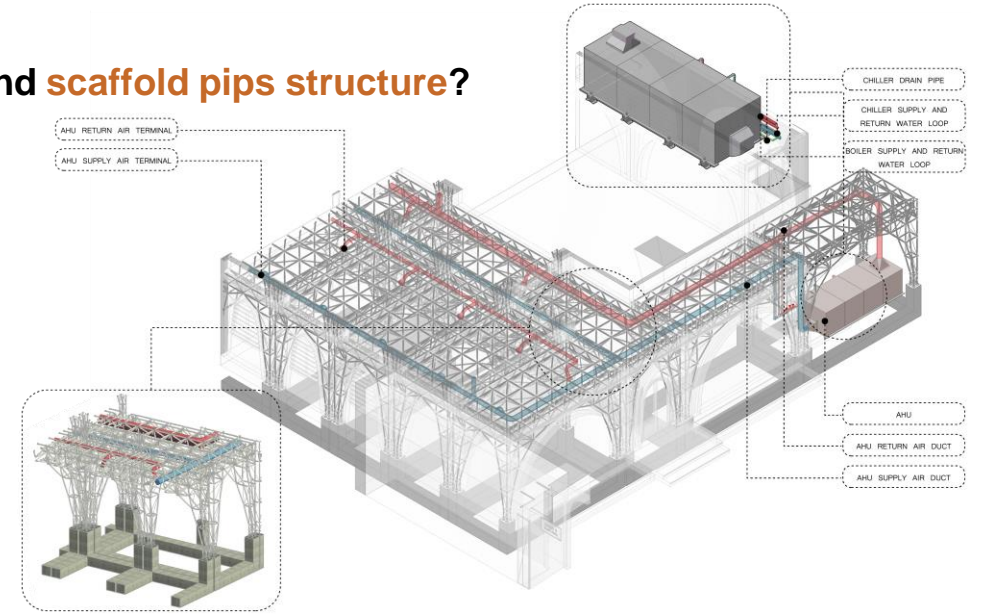 nd scaffold pips structure?
AHU RETURN AIR TERMINAL
AHU SUPPLY AIR TERMINAL
CHILLER DRAIN PIPE
CHILLER SUPPLY AND
RETURN WATER LOOP
BOILER SUPPLY AND RETURN
WATER LOOP
AHU
AHU RETURN AIR DUCT
AHU SUPPLY AIR DUCT